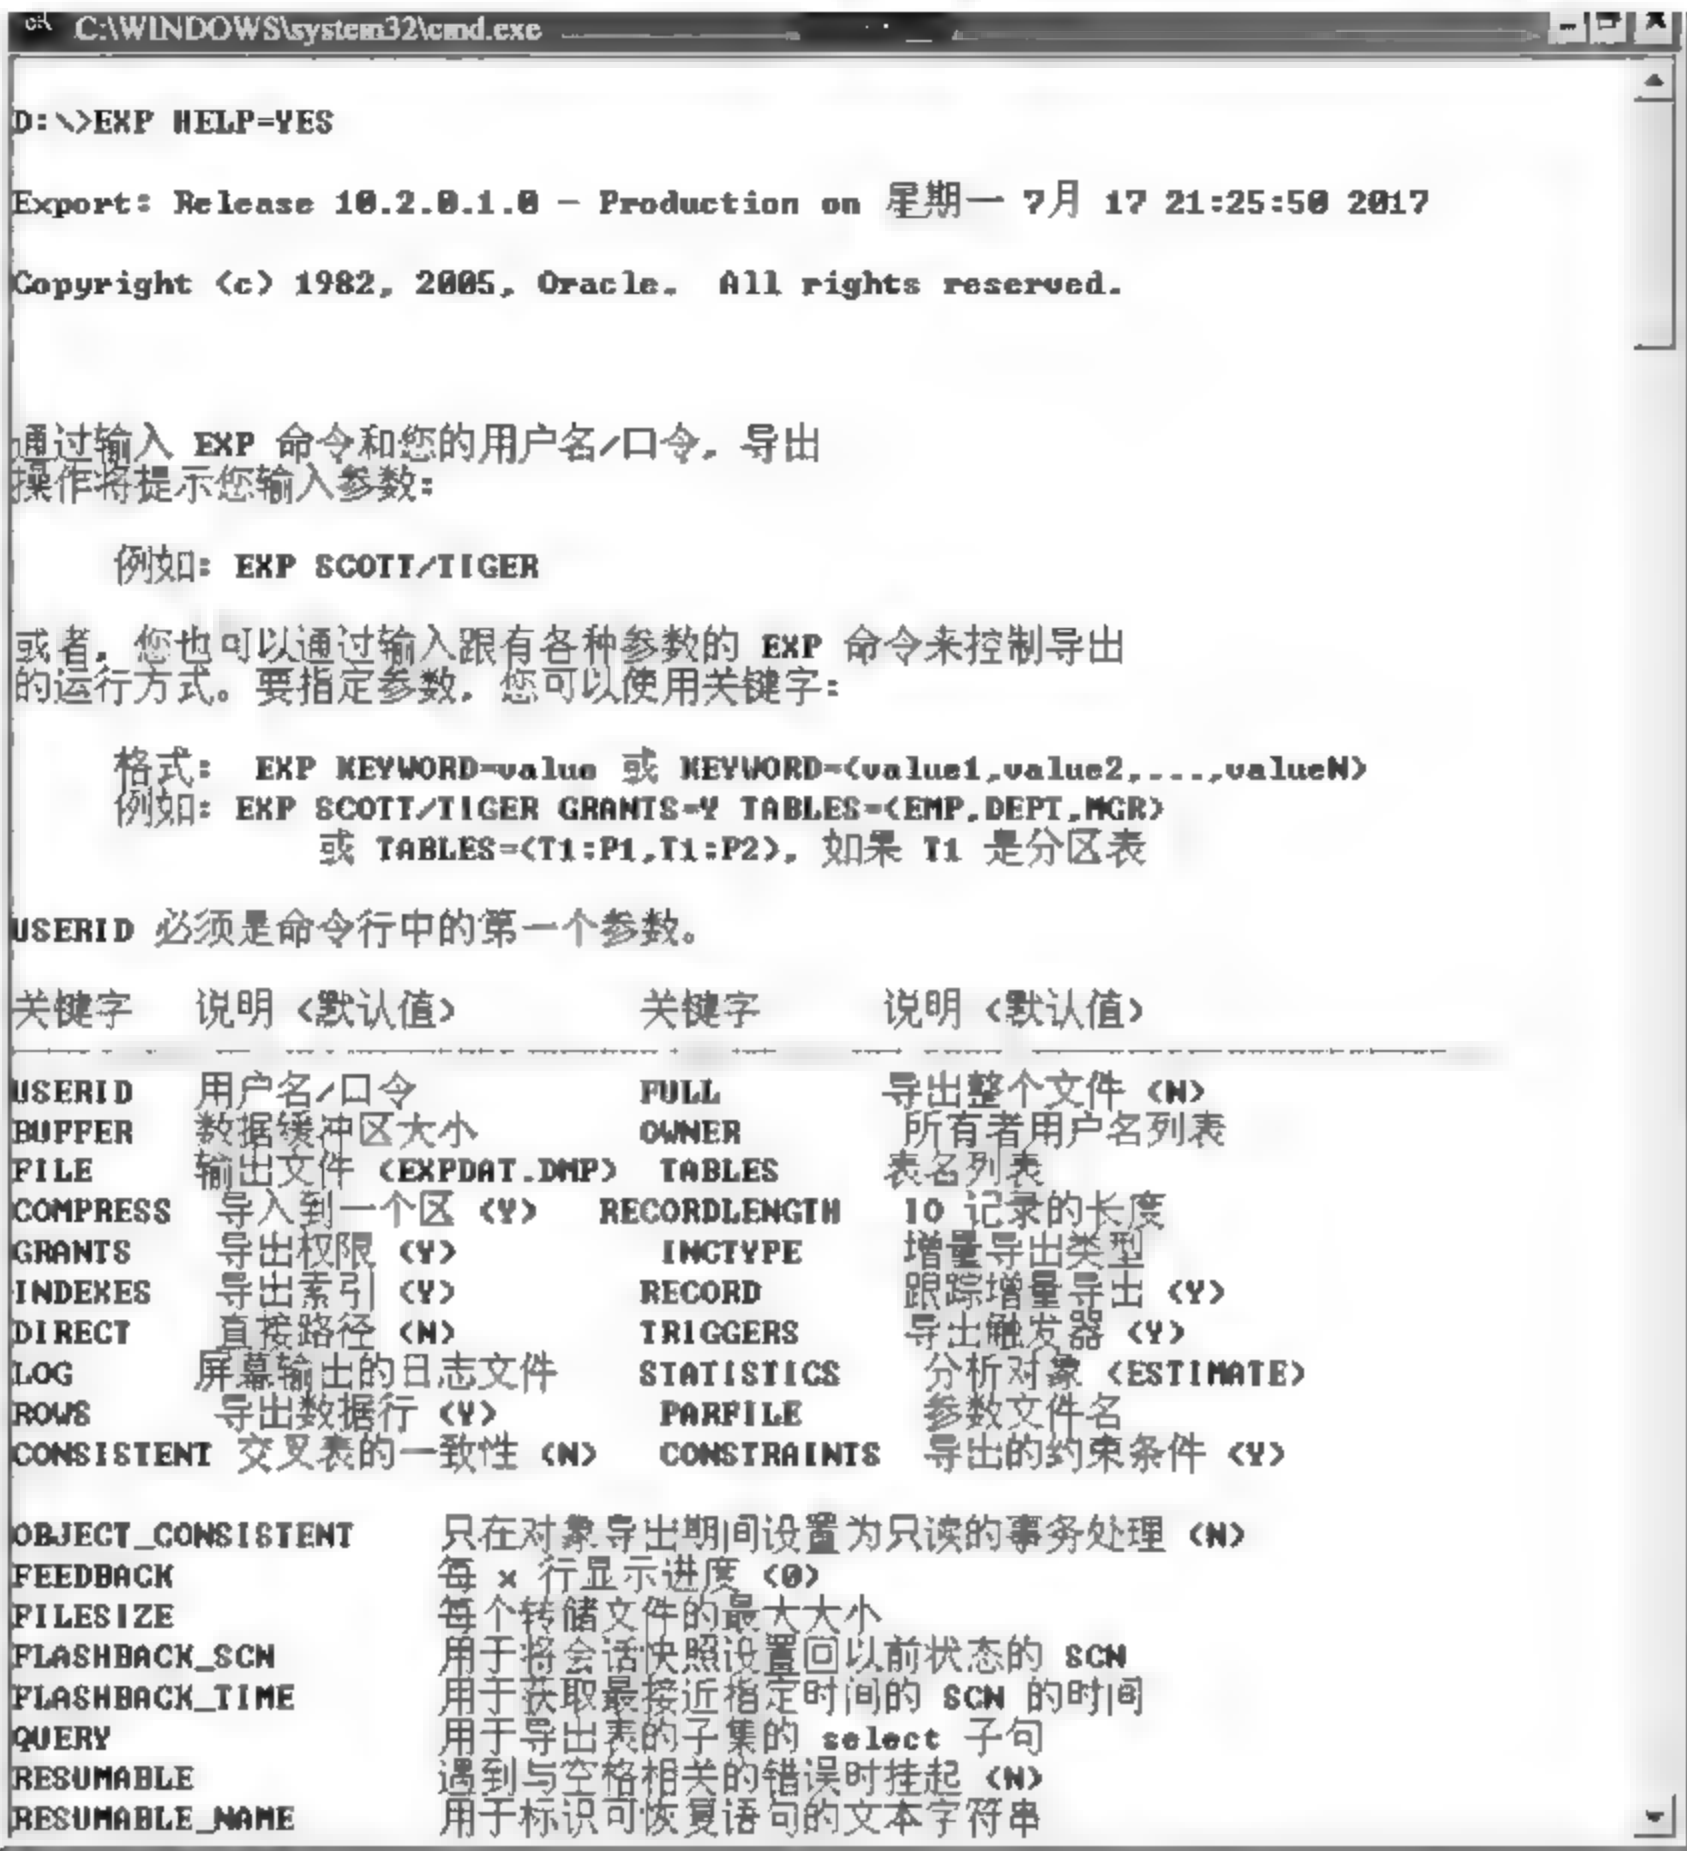 C:\WINDOWS\system32\cmd.exe
D:\>EXP HELP=YES
Export: Release 10.2.0.1.0 - Production on 星期一 7月 17 21:25:50 2017
Copyright (c) 1982, 2005, Oracle.  All rights reserved.
通过输入 EXP 命令和您的用户名/口令，导出
操作将提示您输入参数:
例如: EXP SCOTT/TIGER
或者，您也可以通过输入跟有各种参数的 EXP 命令来控制导出
的运行方式。要指定参数，您可以使用关键字:
格式:  EXP KEYWORD=value 或 KEYWORD=(value1,value2,...,valueN)
例如: EXP SCOTT/TIGER GRANTS=Y TABLES=(EMP,DEPT,MGR)
或 TABLES=(T1:P1,T1:P2)，如果 T1 是分区表
USERID 必须是命令行中的第一个参数。
关键字   说明 (默认值)         关键字      说明 (默认值)
USERID   用户名/口令           FULL        导出整个文件 (N)
BUFFER   数据缓冲区大小        OWNER        所有者用户名列表
FILE     输出文件 (EXPDAT.DMP)  TABLES     表名列表
COMPRESS  导入到一个区 (Y)   RECORDLENGTH   IO 记录的长度
GRANTS    导出权限 (Y)          INCTYPE     增量导出类型
INDEXES   导出索引 (Y)         RECORD       跟踪增量导出 (Y)
DIRECT    直接路径 (N)         TRIGGERS     导出触发器 (Y)
LOG      屏幕输出的日志文件    STATISTICS    分析对象 (ESTIMATE)
ROWS      导出数据行 (Y)        PARFILE      参数文件名
CONSISTENT 交叉表的一致性 (N)   CONSTRAINTS  导出的约束条件 (Y)
OBJECT_CONSISTENT    只在对象导出期间设置为只读的事务处理 (N)
FEEDBACK             每 x 行显示进度 (0)
FILESIZE             每个转储文件的最大大小
FLASHBACK_SCN        用于将会话快照设置回以前状态的 SCN
FLASHBACK_TIME       用于获取最接近指定时间的 SCN 的时间
QUERY                用于导出表的子集的 select 子句
RESUMABLE            遇到与空格相关的错误时挂起 (N)
RESUMABLE_NAME       用于标识可恢复语句的文本字符串